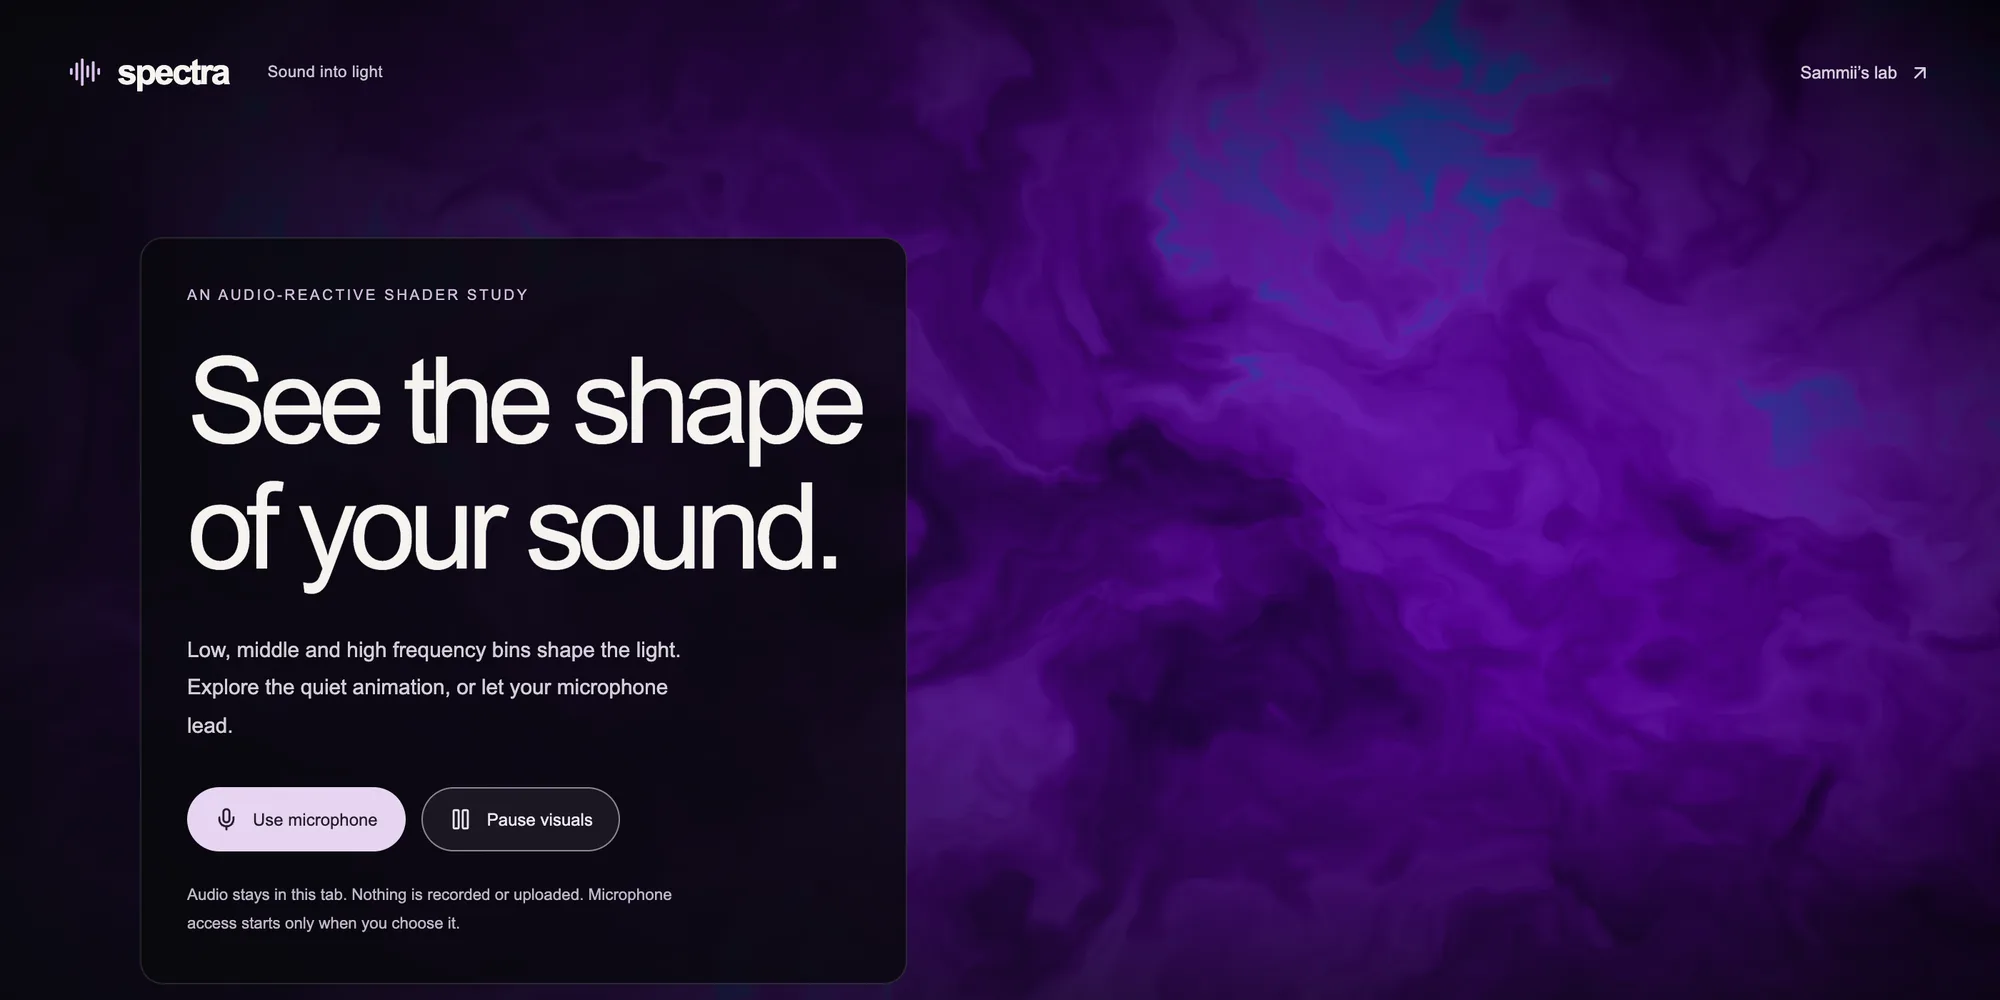 spectra
Sound into light
Sammii’s lab
AN AUDIO-REACTIVE SHADER STUDY
See the shape
of your sound.
Low, middle and high frequency bins shape the light.
Explore the quiet animation, or let your microphone
lead.
Use microphone
Pause visuals
Audio stays in this tab. Nothing is recorded or uploaded. Microphone
access starts only when you choose it.